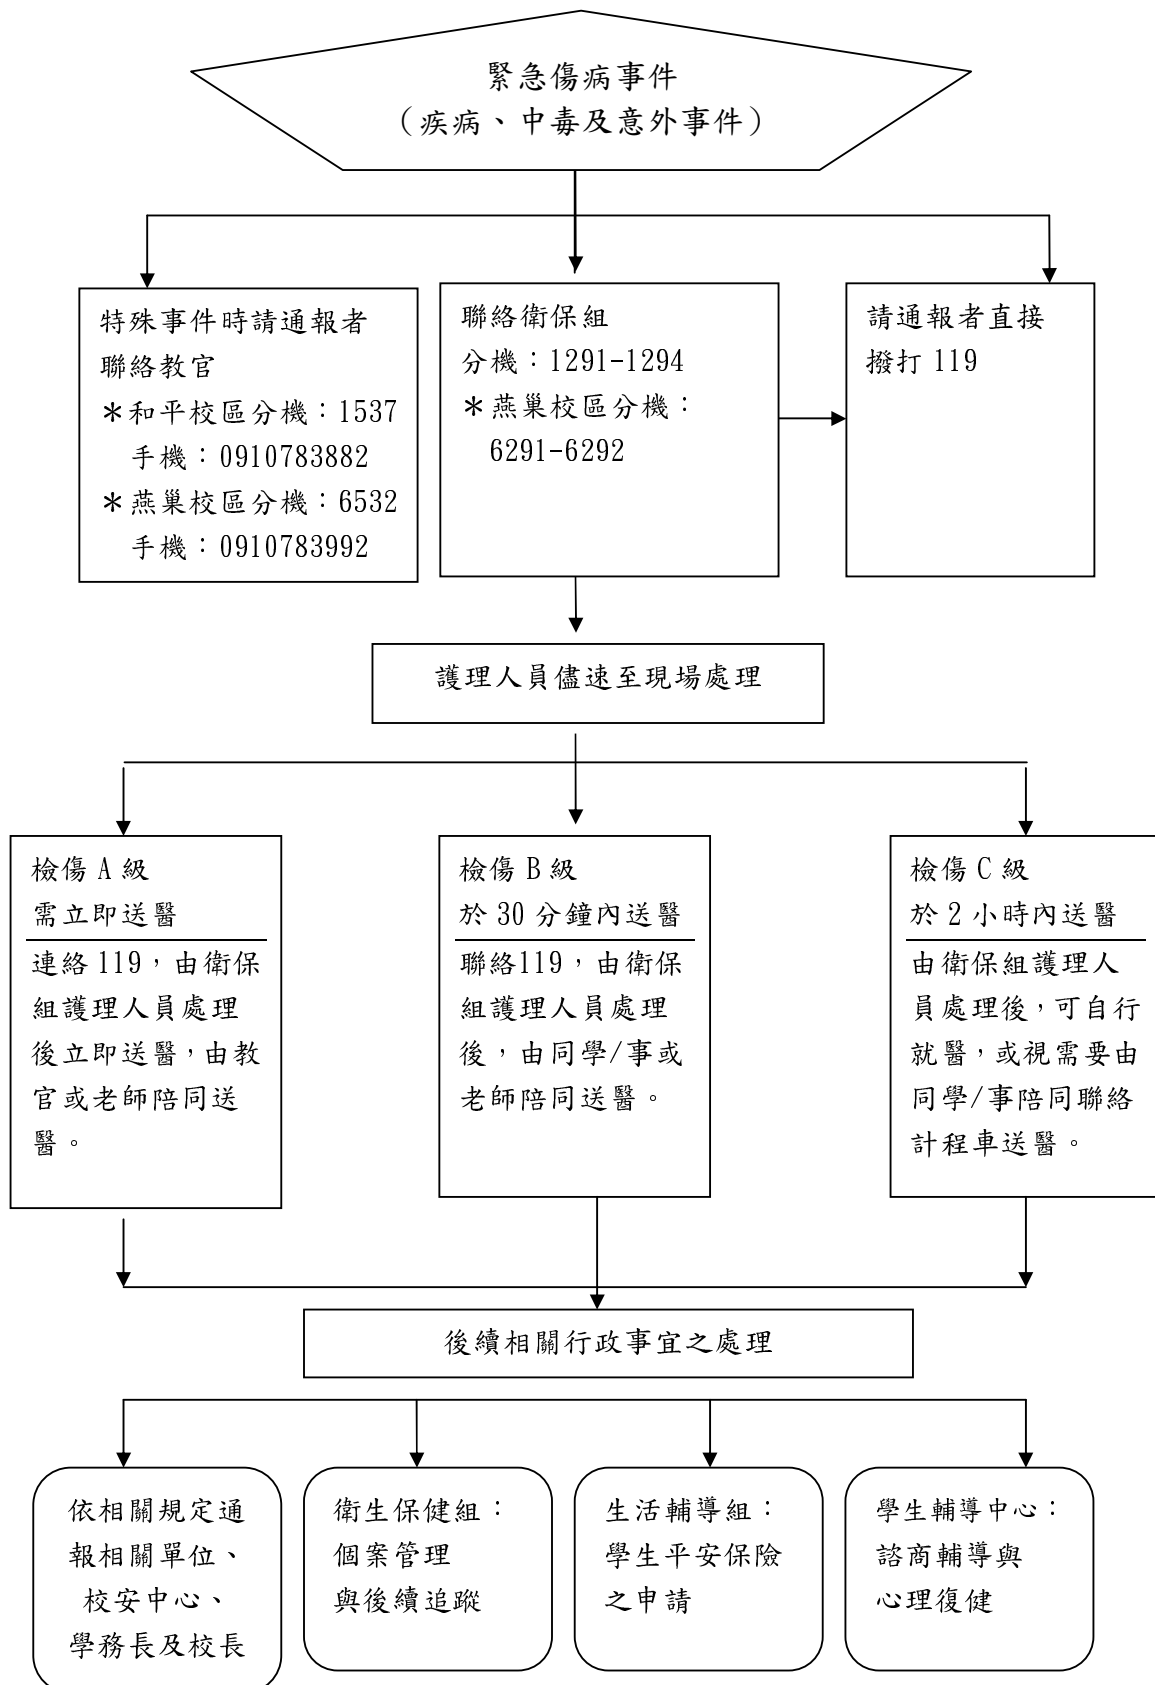 緊急傷病事件
（疾病、中毒及意外事件）
特殊事件時請通報者
聯絡教官
＊和平校區分機：1537
手機：0910783882
＊燕巢校區分機：6532
手機：0910783992
聯絡衛保組
分機：1291-1294
＊燕巢校區分機：
6291-6292
請通報者直接
撥打 119
護理人員儘速至現場處理
檢傷 A 級
需立即送醫
連絡 119，由衛保
組護理人員處理
後立即送醫，由教
官或老師陪同送
醫。
檢傷 B 級
於 30 分鐘內送醫
聯絡119，由衛保
組護理人員處理
後，由同學/事或
老師陪同送醫。
檢傷 C 級
於 2 小時內送醫
由衛保組護理人
員處理後，可自行
就醫，或視需要由
同學/事陪同聯絡
計程車送醫。
後續相關行政事宜之處理
依相關規定通
報相關單位、
校安中心、
學務長及校長
衛生保健組：
個案管理
與後續追蹤
生活輔導組：
學生平安保險
之申請
學生輔導中心：
諮商輔導與
心理復健